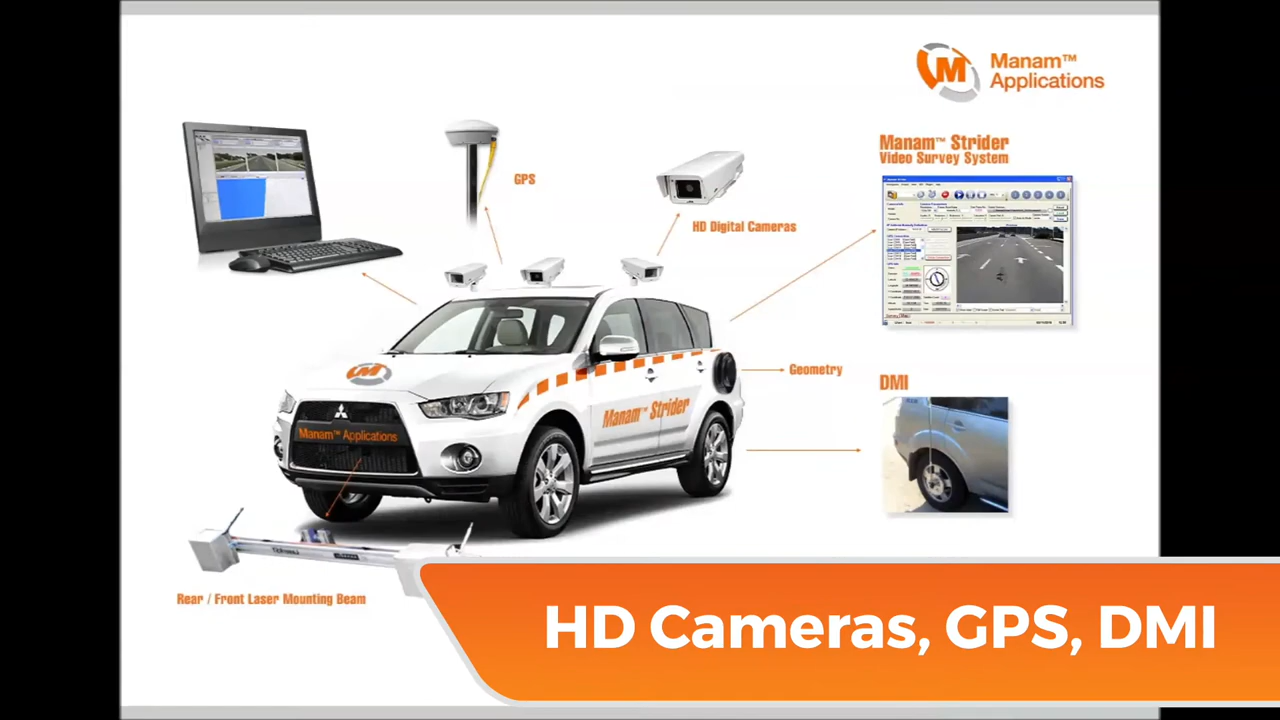 Manam™
Applications
Manam™ Strider
Video Survey System
GPS
HD Digital Cameras
Geometry
DMI
Manam™ Strider
Manam™ Applications
Rear / Front Laser Mounting Beam
HD Cameras, GPS, DMI